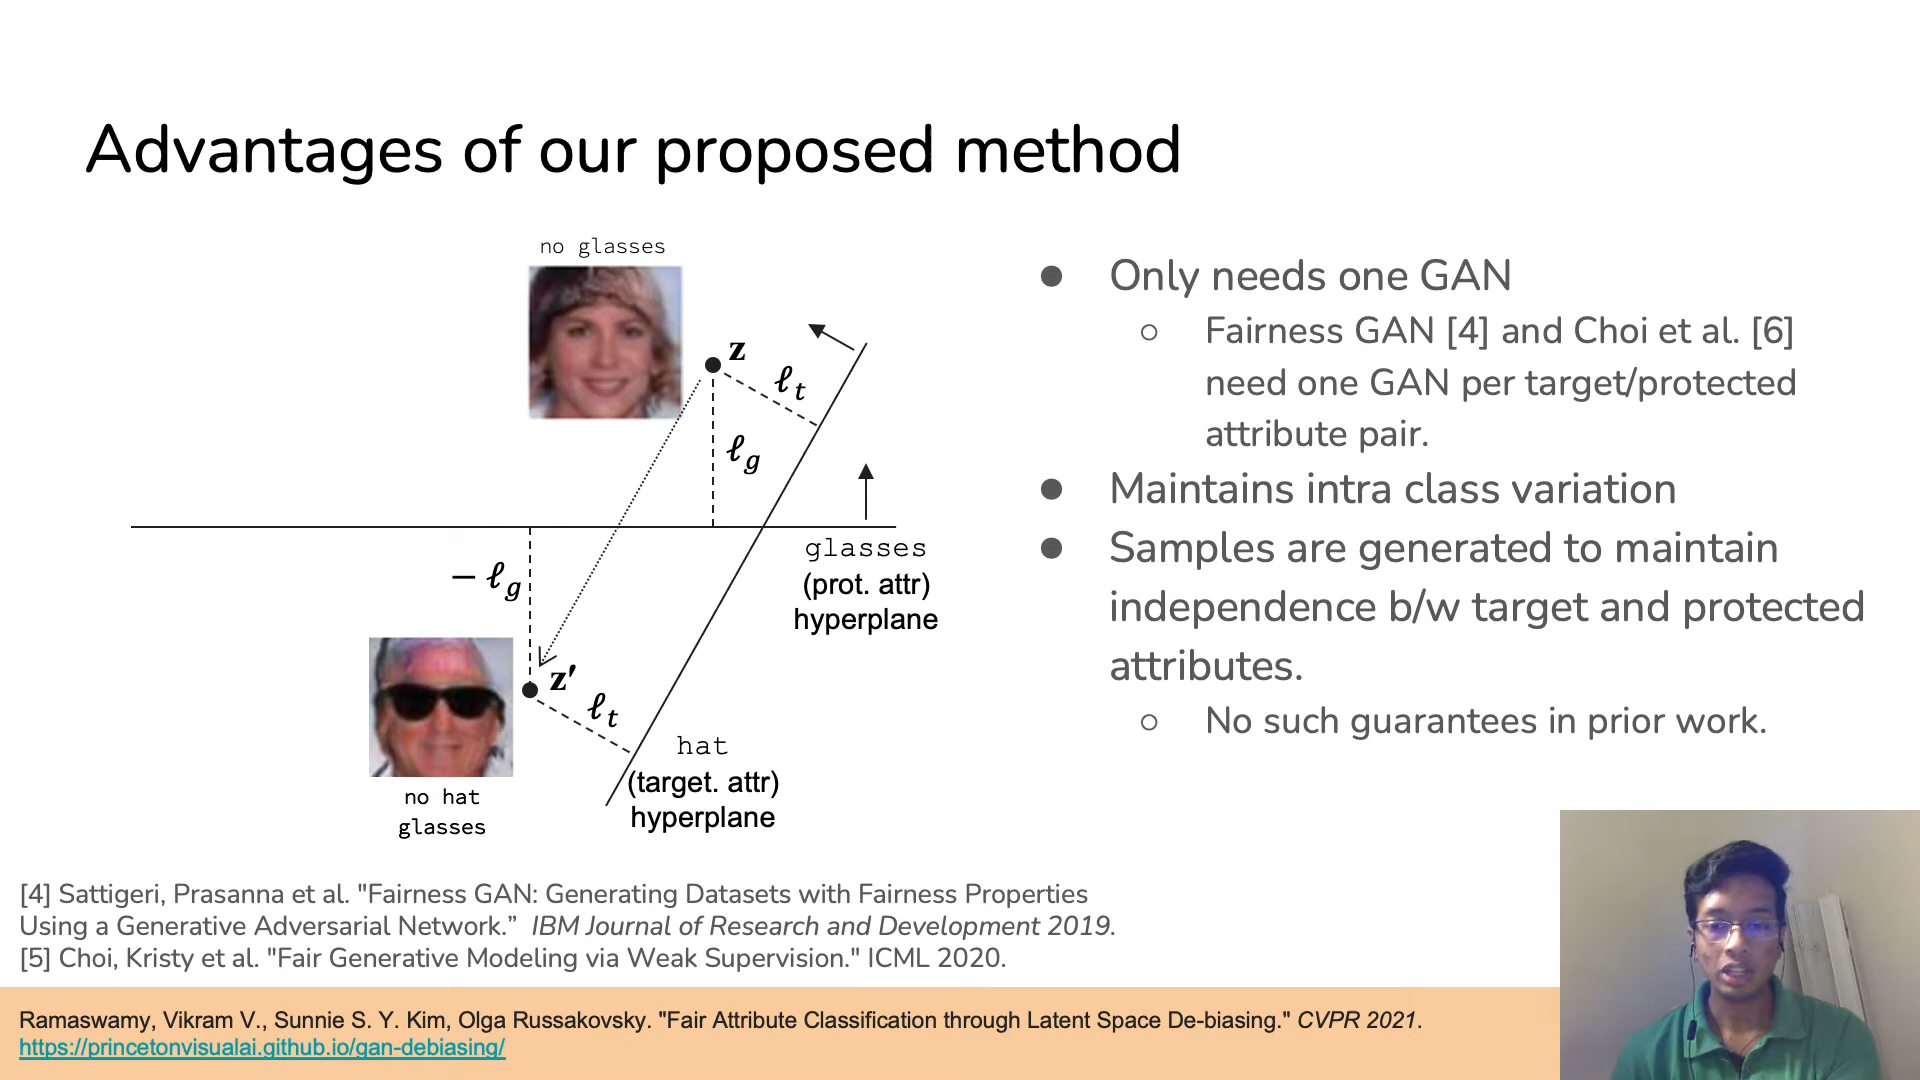 Advantages of our proposed method
no glasses
z
ℓt
ℓg
glasses
(prot. attr)
hyperplane
− ℓg
z′
ℓt
hat
(target. attr)
hyperplane
no hat
glasses
● Only needs one GAN
○ Fairness GAN [4] and Choi et al. [6]
need one GAN per target/protected
attribute pair.
● Maintains intra class variation
● Samples are generated to maintain
independence b/w target and protected
attributes.
○ No such guarantees in prior work.
[4] Sattigeri, Prasanna et al. "Fairness GAN: Generating Datasets with Fairness Properties
Using a Generative Adversarial Network.” IBM Journal of Research and Development 2019.
[5] Choi, Kristy et al. "Fair Generative Modeling via Weak Supervision." ICML 2020.
Ramaswamy, Vikram V., Sunnie S. Y. Kim, Olga Russakovsky. "Fair Attribute Classification through Latent Space De-biasing." CVPR 2021.
https://princetonvisualai.github.io/gan-debiasing/